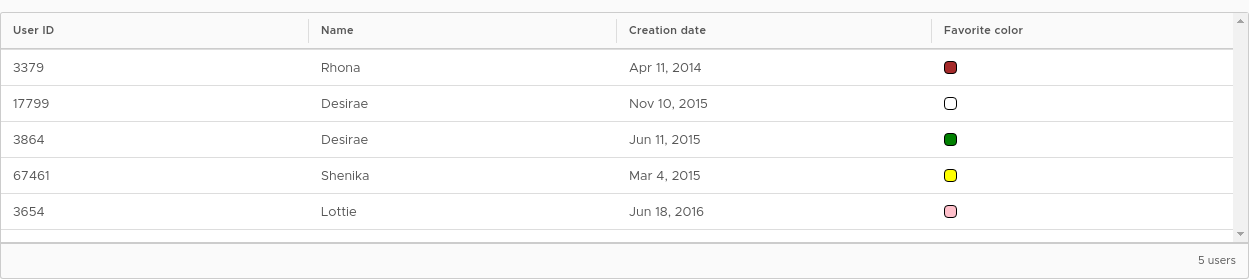 User ID Name Creation date Favorite color
3379 Rhona Apr 11, 2014
17799 Desirae Nov 10, 2015
3864 Desirae Jun 11, 2015
67461 Shenika Mar 4, 2015
3654 Lottie Jun 18, 2016
5 users